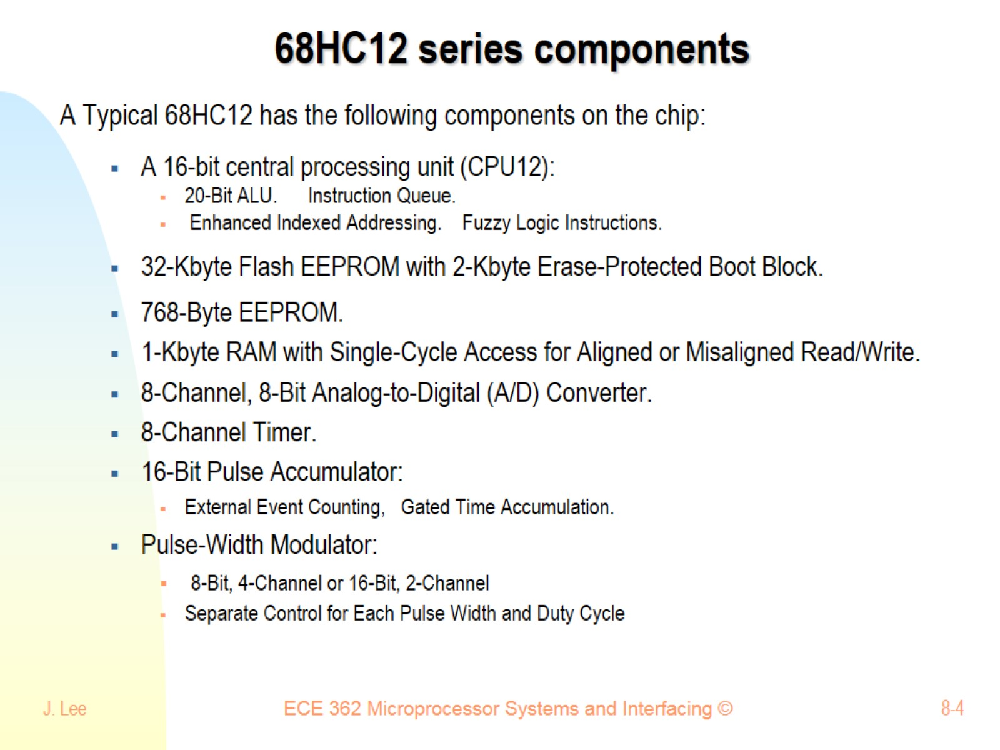 68HC12 series components
A Typical 68HC12 has the following components on the chip:
A 16-bit central processing unit (CPU12):
20-Bit ALU. Instruction Queue.
Enhanced Indexed Addressing. Fuzzy Logic Instructions.
32-Kbyte Flash EEPROM with 2-Kbyte Erase-Protected Boot Block.
768-Byte EEPROM.
1-Kbyte RAM with Single-Cycle Access for Aligned or Misaligned Read/Write.
8-Channel, 8-Bit Analog-to-Digital (A/D) Converter.
8-Channel Timer.
16-Bit Pulse Accumulator:
External Event Counting, Gated Time Accumulation.
Pulse-Width Modulator:
8-Bit, 4-Channel or 16-Bit, 2-Channel
Separate Control for Each Pulse Width and Duty Cycle
J. Lee ECE 362 Microprocessor Systems and Interfacing © 8-4